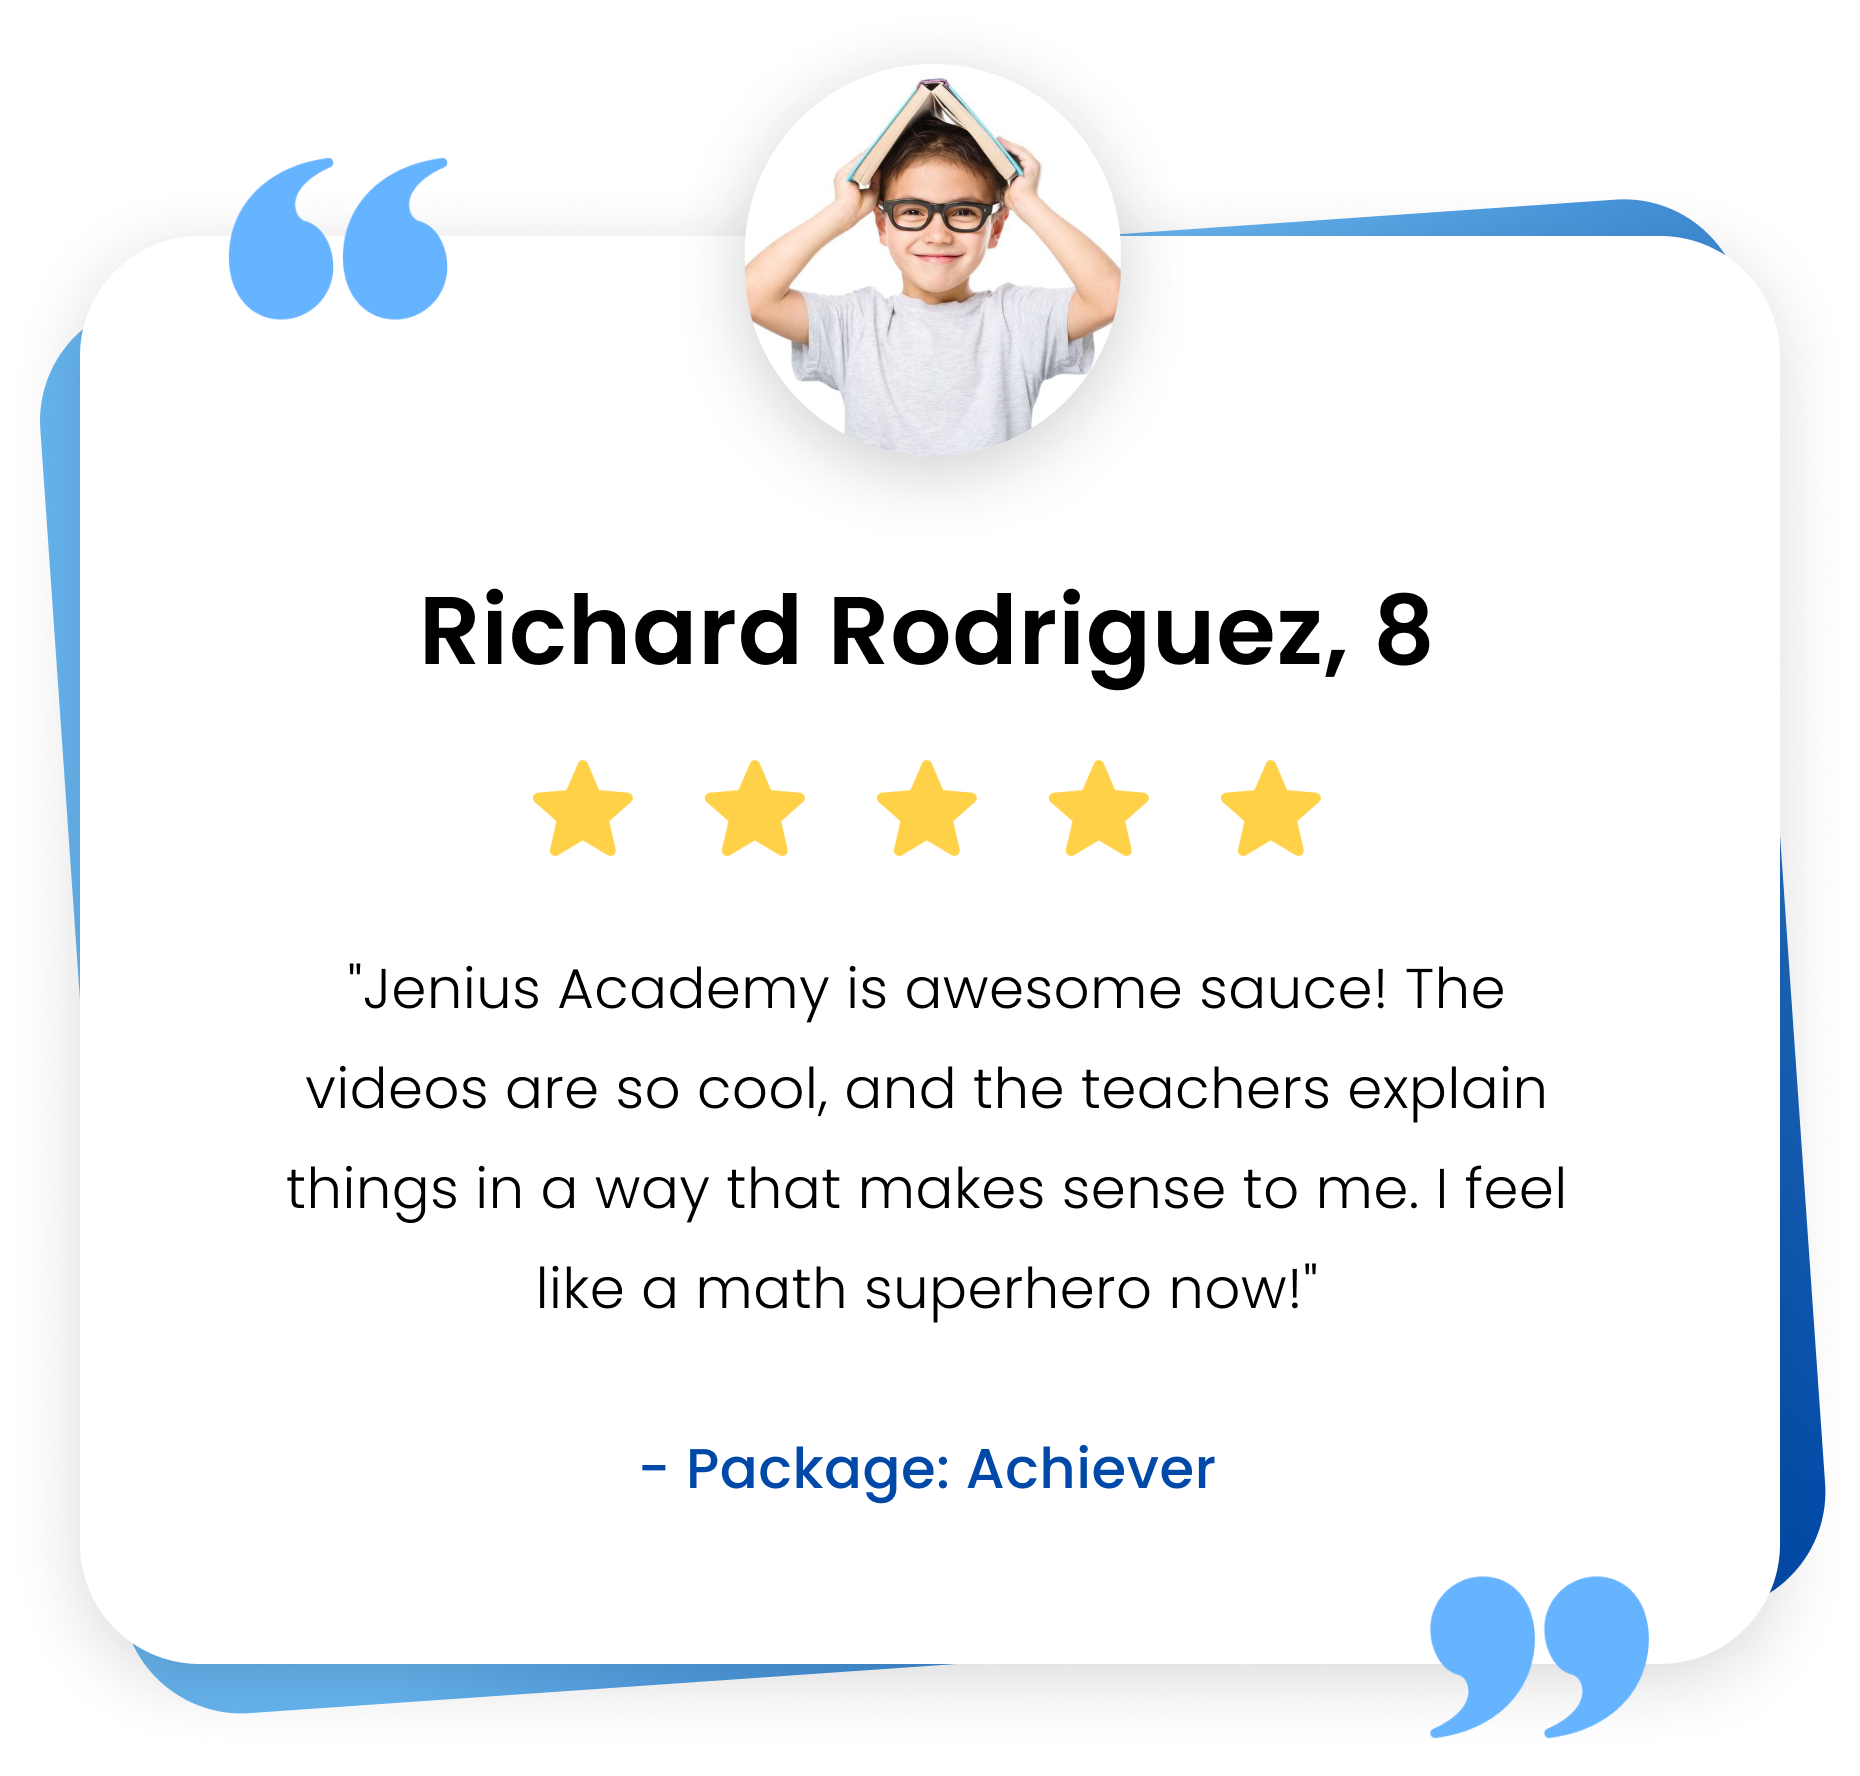 Richard Rodriguez, 8
"Jenius Academy is awesome sauce! The
videos are so cool, and the teachers explain
things in a way that makes sense to me. I feel
like a math superhero now!"
- Package: Achiever